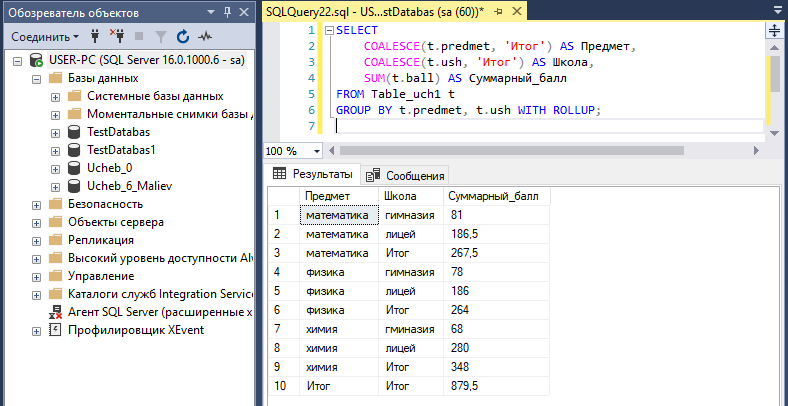 Обозреватель объектов
Соединить
USER-PC (SQL Server 16.0.1000.6 - sa)
Базы данных
Системные базы данных
Моментальные снимки базы
TestDatabas
TestDatabas1
Ucheb_0
Ucheb_6_Maliev
Безопасность
Объекты сервера
Репликация
Высокий уровень доступности Al
Управление
Каталоги служб Integration Service
Агент SQL Server (расширенные х
Профилировщик XEvent
SQLQuery22.sql - US...stDatabas (sa (60))*
1 SELECT
2 COALESCE(t.predmet, 'Итог') AS Предмет,
3 COALESCE(t.ush, 'Итог') AS Школа,
4 SUM(t.ball) AS Суммарный_балл
5 FROM Table_uch1 t
6 GROUP BY t.predmet, t.ush WITH ROLLUP;
7
100 %
Результаты Сообщения
Предмет Школа Суммарный_балл
1 математика гимназия 81
2 математика лицей 186,5
3 математика Итог 267,5
4 физика гимназия 78
5 физика лицей 186
6 физика Итог 264
7 химия гминазия 68
8 химия лицей 280
9 химия Итог 348
10 Итог Итог 879,5